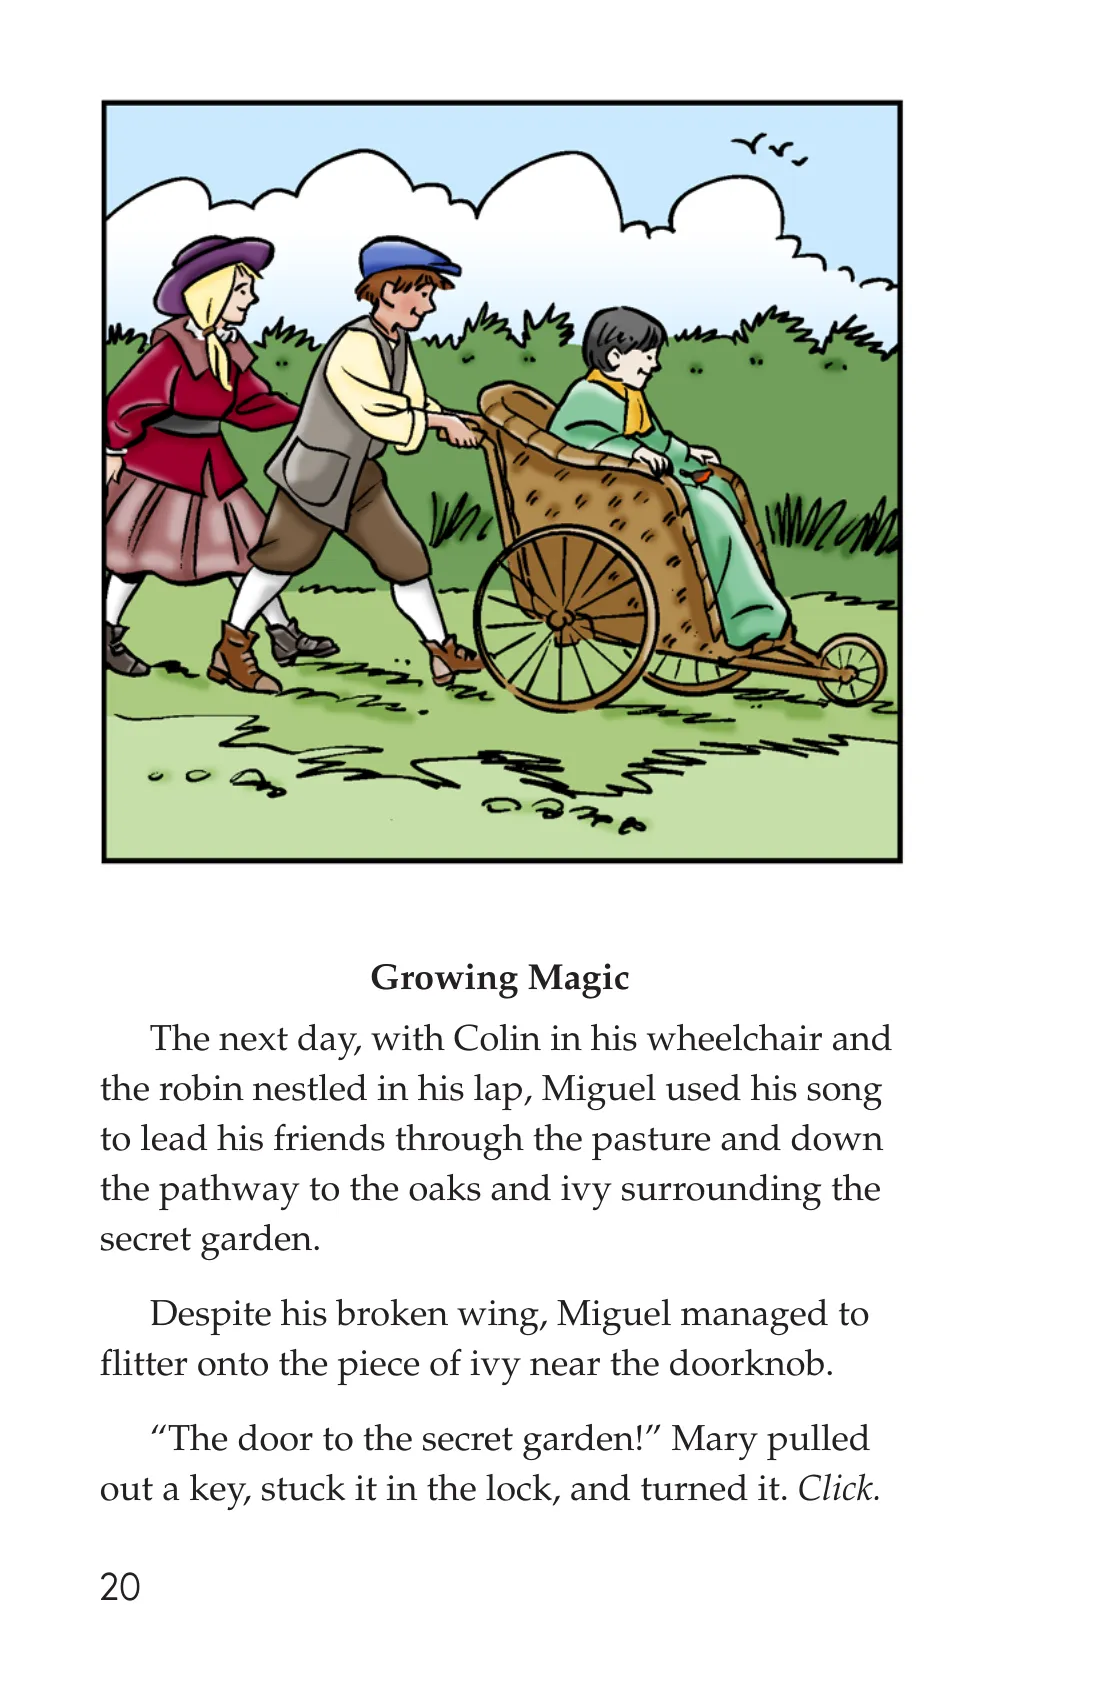 Growing Magic
The next day, with Colin in his wheelchair and
the robin nestled in his lap, Miguel used his song
to lead his friends through the pasture and down
the pathway to the oaks and ivy surrounding the
secret garden.
Despite his broken wing, Miguel managed to
flitter onto the piece of ivy near the doorknob.
“The door to the secret garden!” Mary pulled
out a key, stuck it in the lock, and turned it. Click.
20